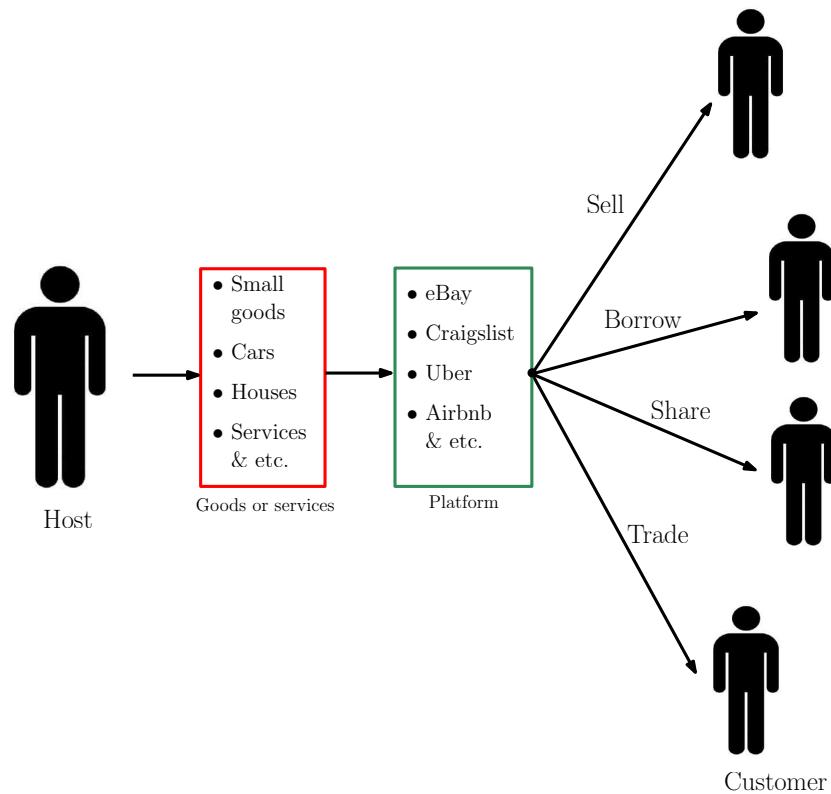 Host
• Small
goods
• Cars
• Houses
• Services
& etc.
Goods or services
• eBay
• Craigslist
• Uber
• Airbnb
& etc.
Platform
Sell
Borrow
Share
Trade
Customer